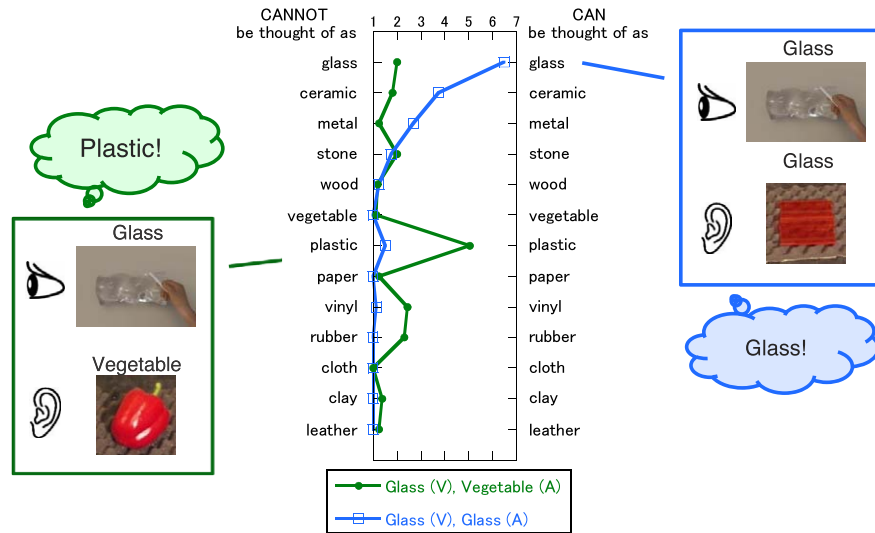 CANNOT
be thought of as
1 2 3 4 5 6 7
CAN
be thought of as
glass
ceramic
metal
stone
wood
vegetable
plastic
paper
vinyl
rubber
cloth
clay
leather
glass
ceramic
metal
stone
wood
vegetable
plastic
paper
vinyl
rubber
cloth
clay
leather
Plastic!
Glass
Vegetable
Glass
Glass
Glass!
Glass (V), Vegetable (A)
Glass (V), Glass (A)